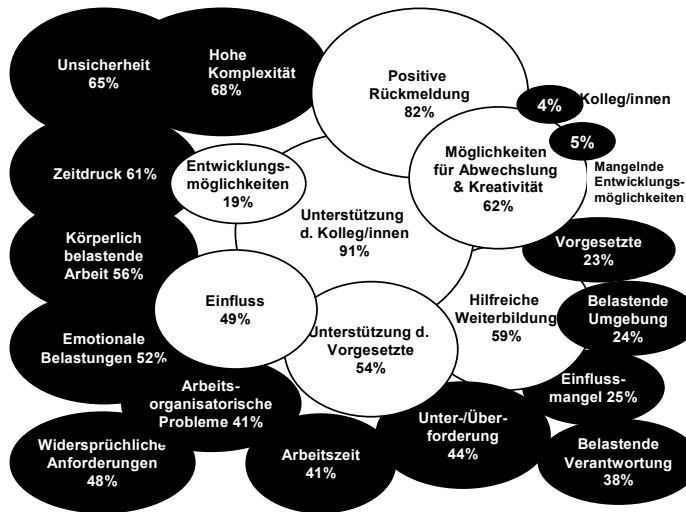 Unsicherheit
65%
Hohe
Komplexität
68%
Positive
Rückmeldung
82%
4%
Kolleg/innen
5%
Mangelnde
Entwicklungs-
möglichkeiten
Zeitdruck 61%
Entwicklungs-
möglichkeiten
19%
Möglichkeiten
für Abwechslung
& Kreativität
62%
Unterstützung
d. Kolleg/innen
91%
Körperlich
belastende
Arbeit 56%
Vorgesetzte
23%
Einfluss
49%
Hilfreiche
Weiterbildung
59%
Belastende
Umgebung
24%
Emotionale
Belastungen 52%
Unterstützung d.
Vorgesetzte
54%
Arbeits-
organisatorische
Probleme 41%
Einfluss-
mangel 25%
Widersprüchliche
Anforderungen
48%
Arbeitszeit
41%
Unter-/Über-
forderung
44%
Belastende
Verantwortung
38%